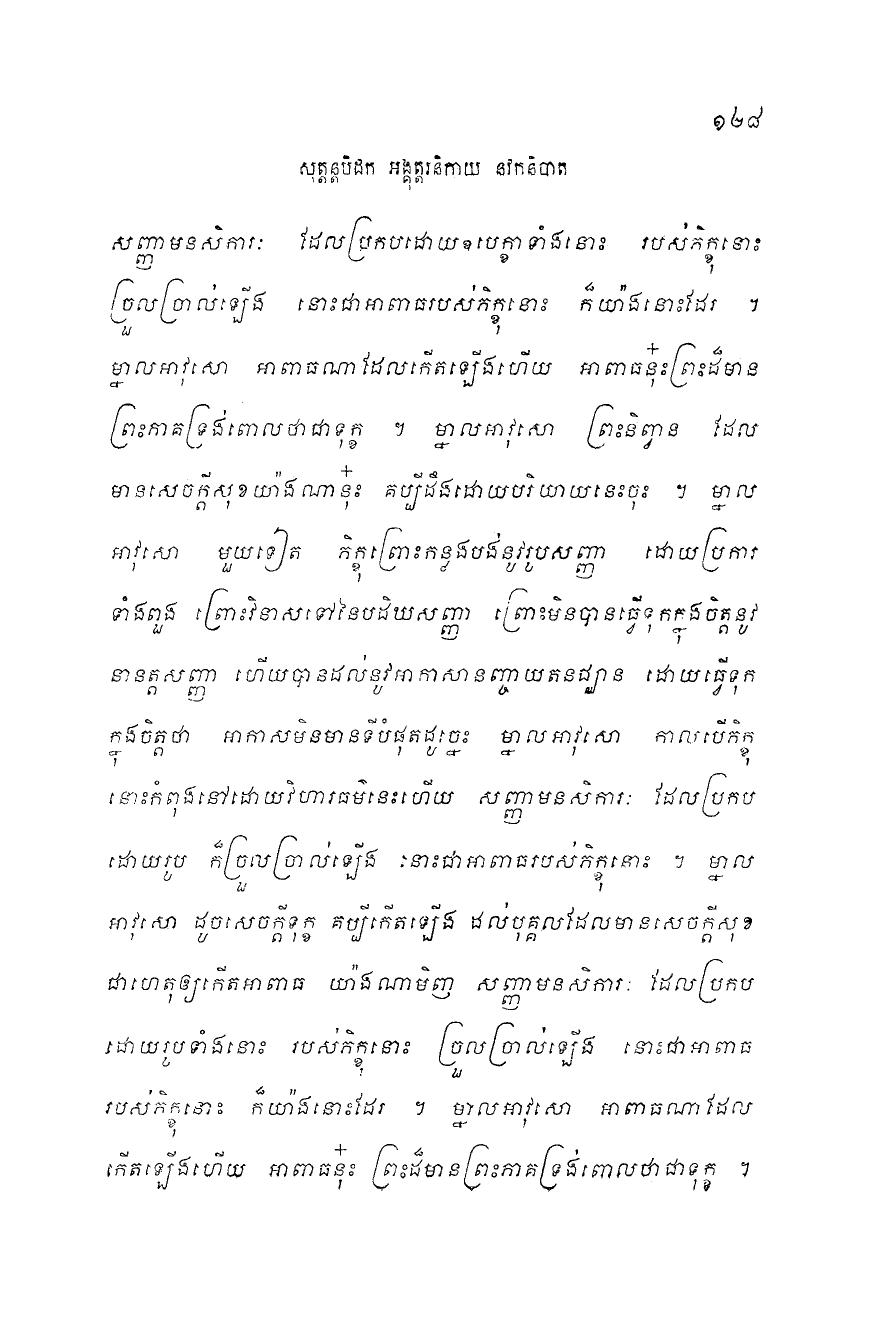 ១២៨
សុត្តន្តបិដក អង្គុត្តរនិកាយ នវកនិបាត
សញ្ញាមនសិការៈ ដែលប្រកបដោយឧបេក្ខាទាំងនោះ របស់ភិក្ខុនោះ
ច្រួលច្រាល់ឡើង នោះជាអាពាធរបស់ភិក្ខុនោះ ក៏យ៉ាងនោះដែរ ។
ម្នាលអាវុសោ អាពាធណាដែលកើតឡើងហើយ អាពាធនុ៎ះព្រះដ៏មាន
ព្រះភាគទ្រង់ពោលថាជាទុក្ខ ។ ម្នាលអាវុសោ ព្រះនិព្វាន ដែល
មានសេចក្តីសុខយ៉ាងណានុ៎ះ គប្បីដឹងដោយបរិយាយនេះចុះ ។ ម្នាល
អាវុសោ មួយទៀត ភិក្ខុព្រោះកន្លងបង់នូវរូបសញ្ញា ដោយប្រការ
ទាំងពួង ព្រោះវិនាសទៅនៃបដិឃសញ្ញា ព្រោះមិនបានធ្វើទុកក្នុងចិត្តនូវ
នានត្តសញ្ញា ហើយបានដល់នូវអាកាសានញ្ចាយតនជ្ឈាន ដោយធ្វើទុក
ក្នុងចិត្តថា អាកាសមិនមានទីបំផុតដូច្នេះ ម្នាលអាវុសោ កាលបើភិក្ខុ
នោះកំពុងនៅដោយវិហារធម៌នេះហើយ សញ្ញាមនសិការៈ ដែលប្រកប
ដោយរូប ក៏ច្រួលច្រាល់ឡើង នោះជាអាពាធរបស់ភិក្ខុនោះ ។ ម្នាល
អាវុសោ ដូចសេចក្តីទុក្ខ គប្បីកើតឡើង ដល់បុគ្គលដែលមានសេចក្តីសុខ
ជាហេតុឲ្យកើតអាពាធ យ៉ាងណាមិញ សញ្ញាមនសិការៈ ដែលប្រកប
ដោយរូបទាំងនោះ របស់ភិក្ខុនោះ ច្រួលច្រាល់ឡើង នោះជាអាពាធ
របស់ភិក្ខុនោះ ក៏យ៉ាងនោះដែរ ។ ម្នាលអាវុសោ អាពាធណាដែល
កើតឡើងហើយ អាពាធនុ៎ះ ព្រះដ៏មានព្រះភាគទ្រង់ពោលថាជាទុក្ខ ។